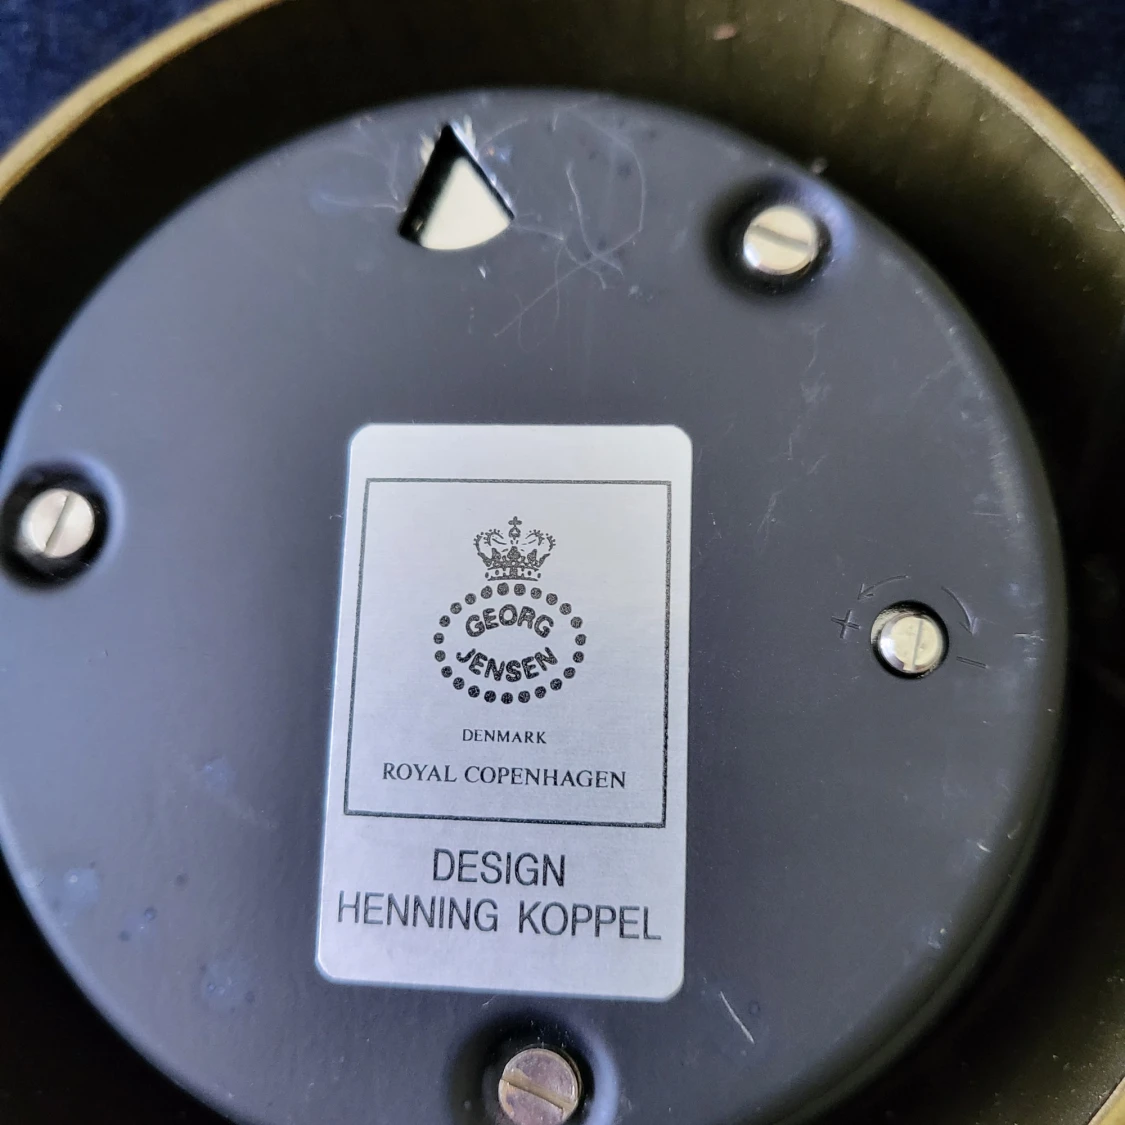 GEORG
JENSEN
DENMARK
ROYAL COPENHAGEN
DESIGN
HENNING KOPPEL
+ −